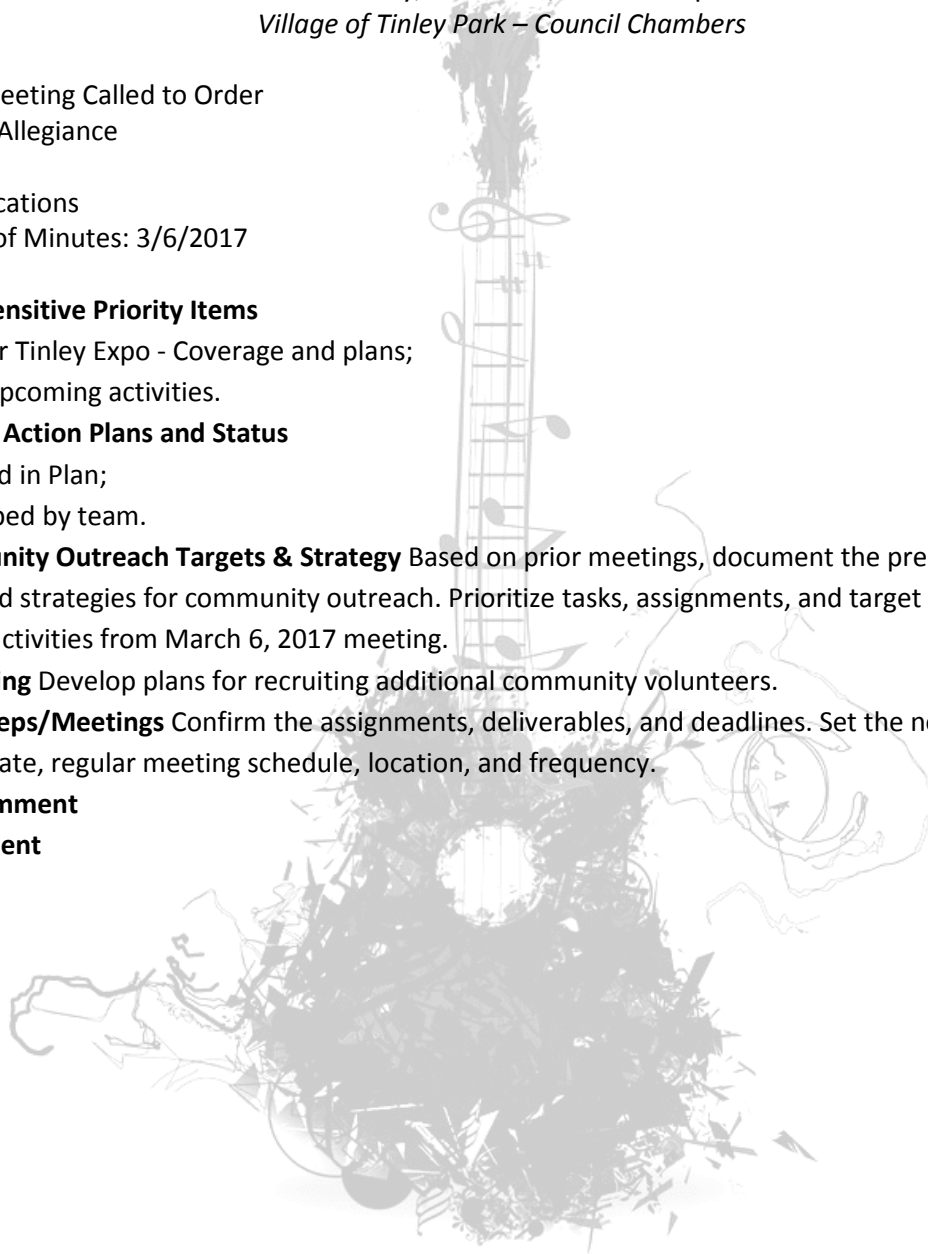 Village of Tinley Park – Council Chambers
eeting Called to Order
Allegiance
cations
of Minutes: 3/6/2017
ensitive Priority Items
r Tinley Expo - Coverage and plans;
pcoming activities.
Action Plans and Status
d in Plan;
ped by team.
unity Outreach Targets & Strategy Based on prior meetings, document the pre
d strategies for community outreach. Prioritize tasks, assignments, and target
ctivities from March 6, 2017 meeting.
ing Develop plans for recruiting additional community volunteers.
eps/Meetings Confirm the assignments, deliverables, and deadlines. Set the ne
ate, regular meeting schedule, location, and frequency.
mment
ent